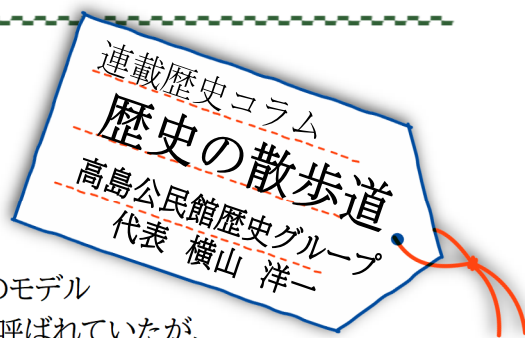 連載歴史コラム
歴史の散歩道
高島公民館歴史グループ
代表 横山 洋一
のモデル
呼ばれていたが、